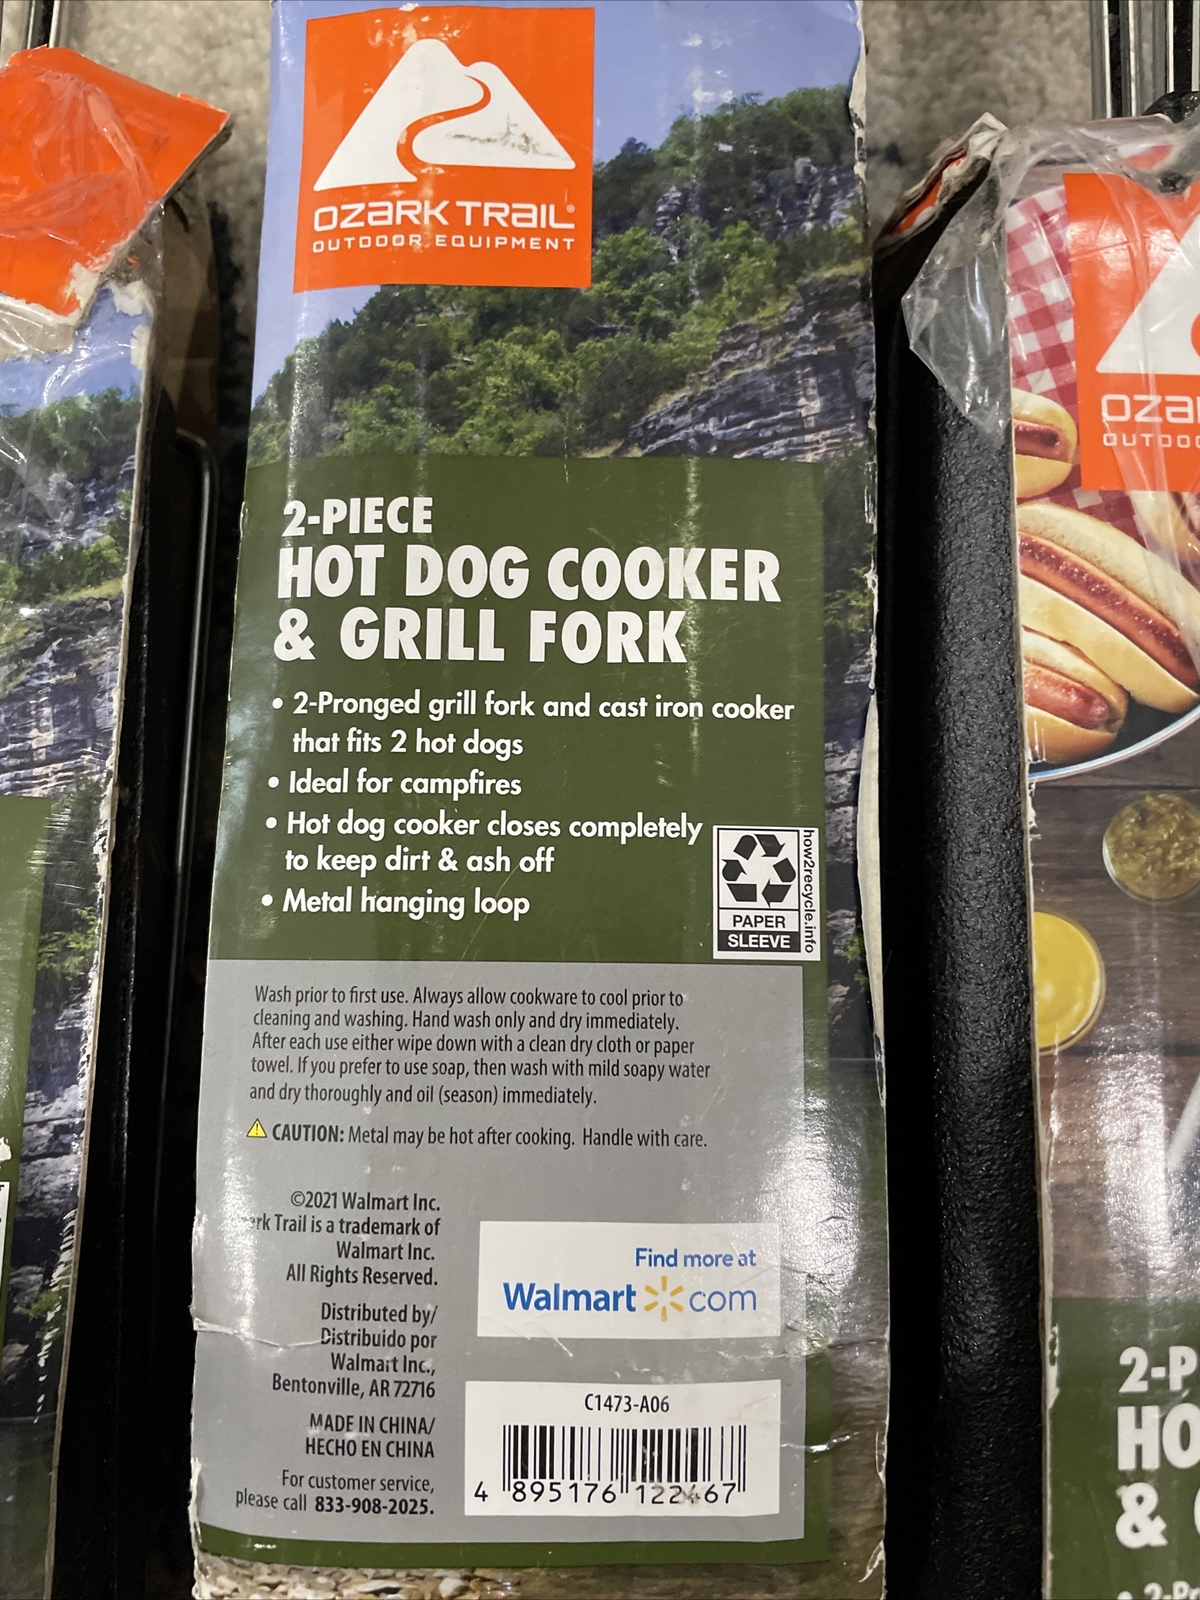 OZARK TRAIL
OUTDOOR EQUIPMENT
2-PIECE
HOT DOG COOKER
& GRILL FORK
• 2-Pronged grill fork and cast iron cooker
that fits 2 hot dogs
• Ideal for campfires
• Hot dog cooker closes completely
to keep dirt & ash off
• Metal hanging loop
how2recycle.info
PAPER
SLEEVE
Wash prior to first use. Always allow cookware to cool prior to
cleaning and washing. Hand wash only and dry immediately.
After each use either wipe down with a clean dry cloth or paper
towel. If you prefer to use soap, then wash with mild soapy water
and dry thoroughly and oil (season) immediately.
CAUTION: Metal may be hot after cooking. Handle with care.
©2021 Walmart Inc.
Trail is a trademark of
Walmart Inc.
All Rights Reserved.
Distributed by/
Distribuido por
Walmart Inc.,
Bentonville, AR 72716
MADE IN CHINA/
HECHO EN CHINA
For customer service,
please call 833-908-2025.
Find more at
Walmart com
C1473-A06
4 895176 122467
OZA
OUTDOO
2-P
HO
&
• 2-Pr